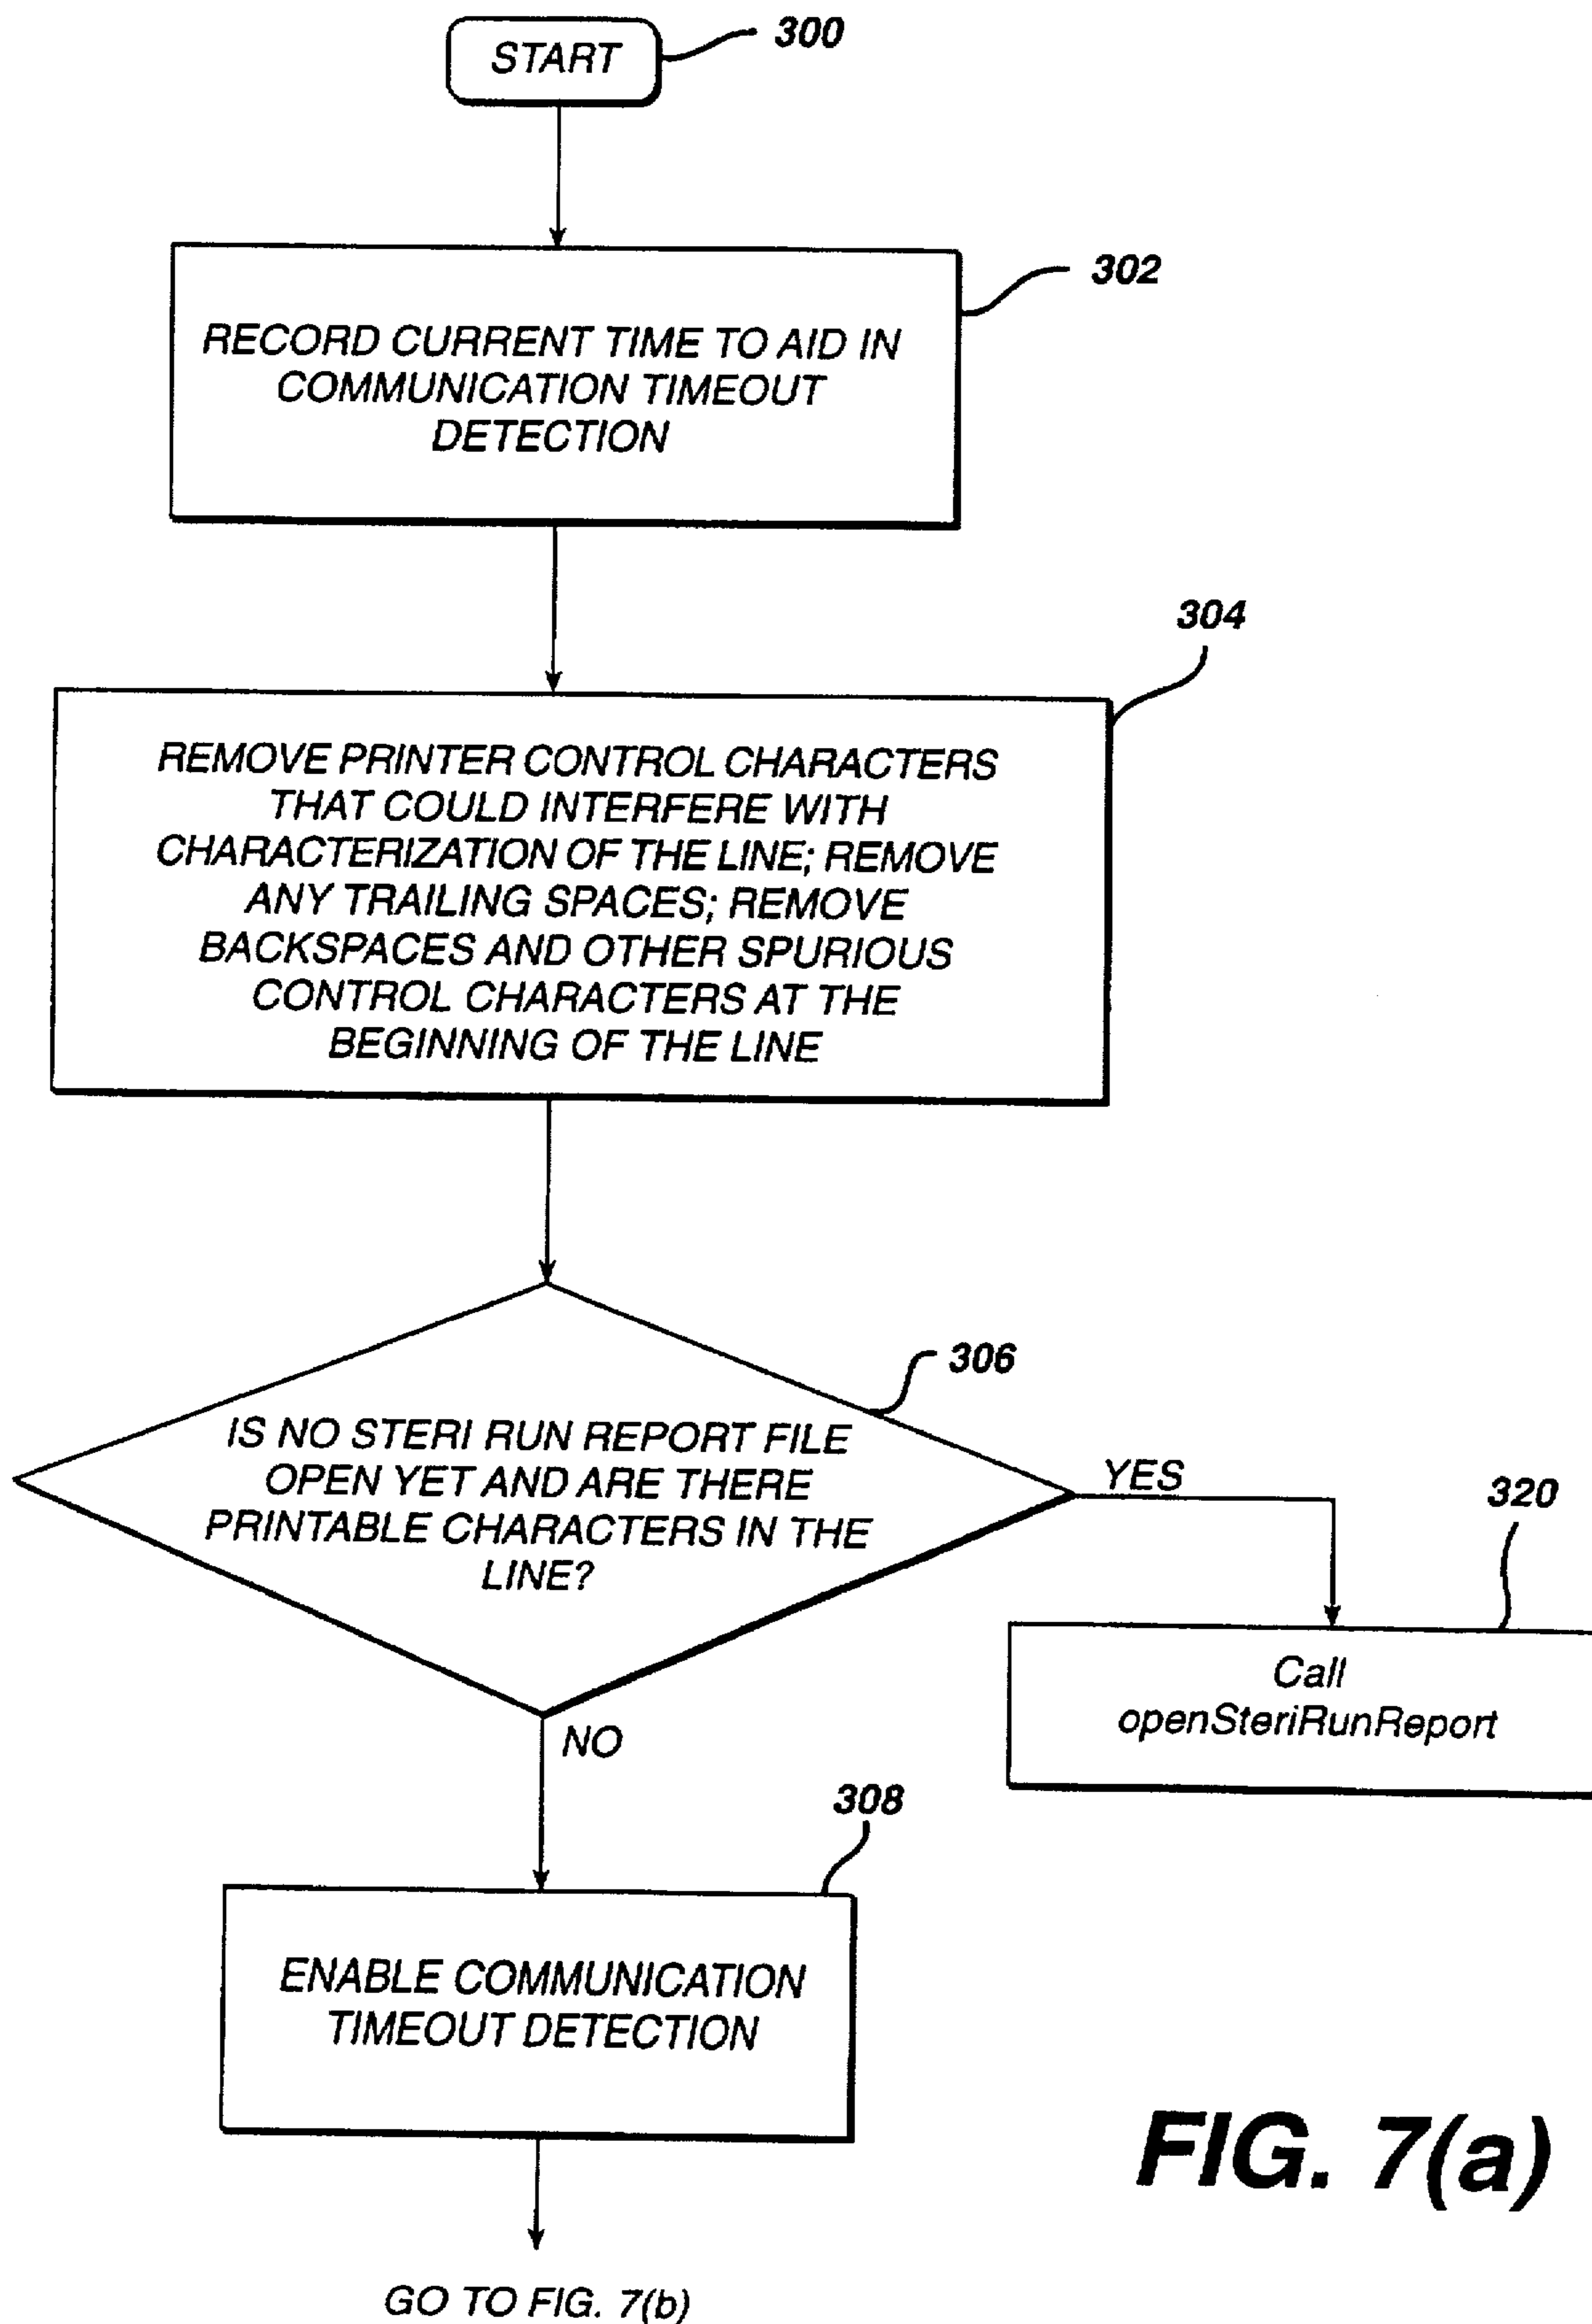 START
300
302
RECORD CURRENT TIME TO AID IN
COMMUNICATION TIMEOUT
DETECTION
304
REMOVE PRINTER CONTROL CHARACTERS
THAT COULD INTERFERE WITH
CHARACTERIZATION OF THE LINE; REMOVE
ANY TRAILING SPACES; REMOVE
BACKSPACES AND OTHER SPURIOUS
CONTROL CHARACTERS AT THE
BEGINNING OF THE LINE
306
IS NO STERI RUN REPORT FILE
OPEN YET AND ARE THERE
PRINTABLE CHARACTERS IN THE
LINE?
YES
320
Call
openSteriRunReport
NO
308
ENABLE COMMUNICATION
TIMEOUT DETECTION
FIG. 7(a)
GO TO FIG. 7(b)